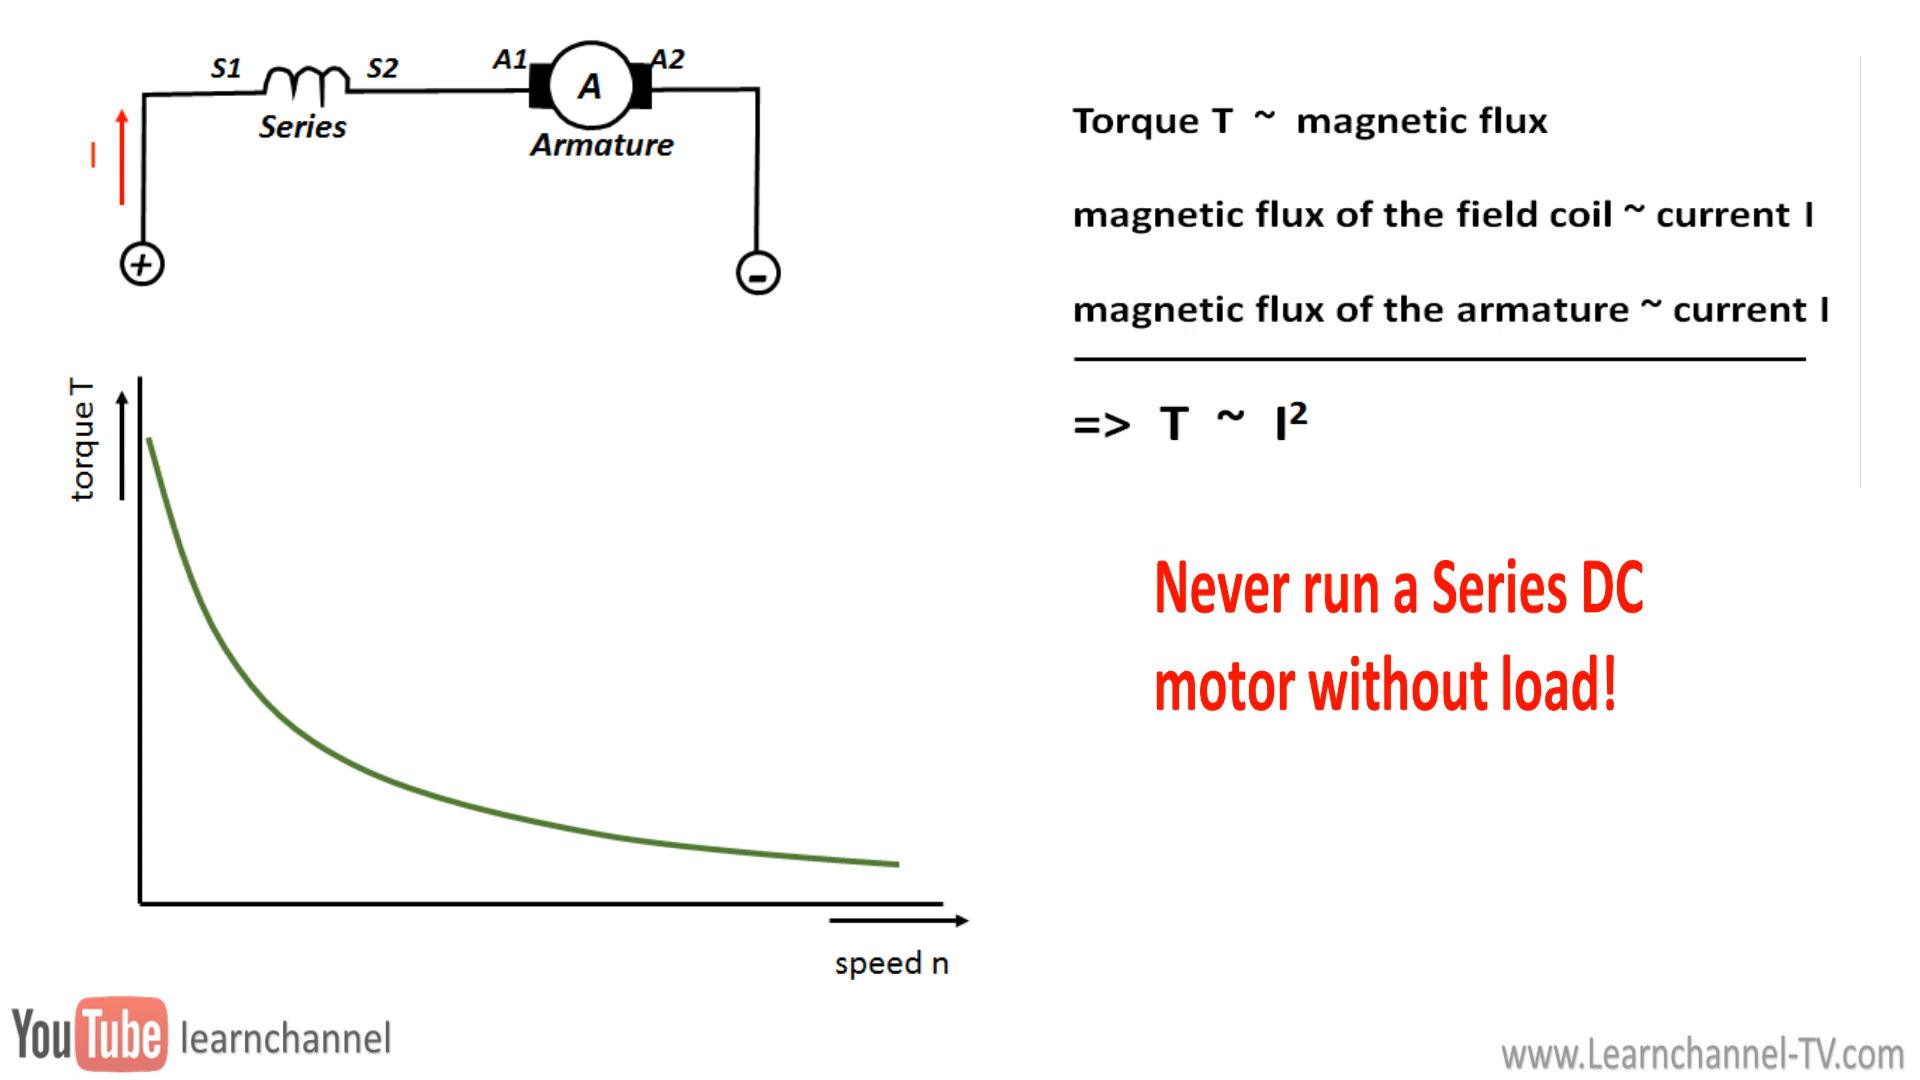 S1
S2
A1
A
A2
Series
Armature
I
+
-
Torque T ~ magnetic flux
magnetic flux of the field coil ~ current I
magnetic flux of the armature ~ current I
=> T ~ I²
torque T
speed n
Never run a Series DC
motor without load!
YouTube learnchannel
www.Learnchannel-TV.com